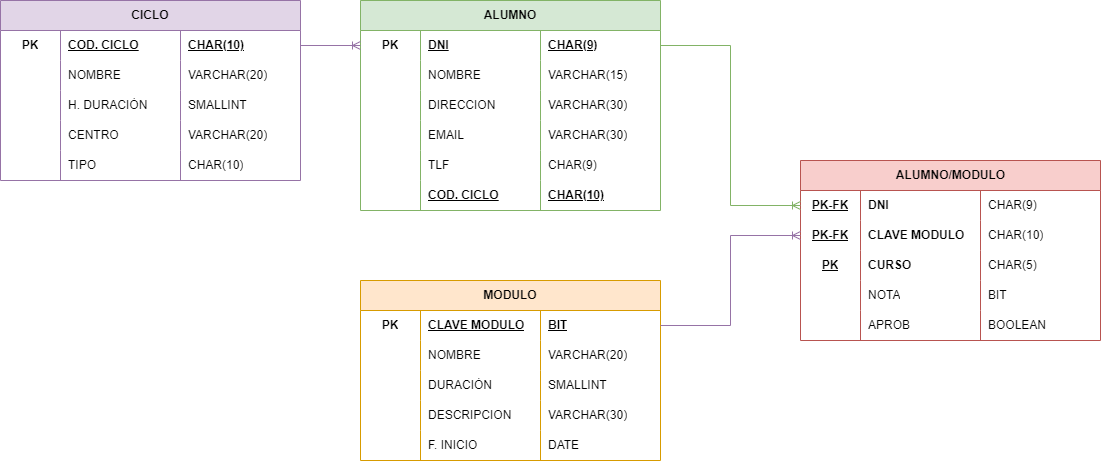 CICLO
PK COD. CICLO CHAR(10)
NOMBRE VARCHAR(20)
H. DURACIÓN SMALLINT
CENTRO VARCHAR(20)
TIPO CHAR(10)
ALUMNO
PK DNI CHAR(9)
NOMBRE VARCHAR(15)
DIRECCION VARCHAR(30)
EMAIL VARCHAR(30)
TLF CHAR(9)
COD. CICLO CHAR(10)
ALUMNO/MODULO
PK-FK DNI CHAR(9)
PK-FK CLAVE MODULO CHAR(10)
PK CURSO CHAR(5)
NOTA BIT
APROB BOOLEAN
MODULO
PK CLAVE MODULO BIT
NOMBRE VARCHAR(20)
DURACIÓN SMALLINT
DESCRIPCION VARCHAR(30)
F. INICIO DATE